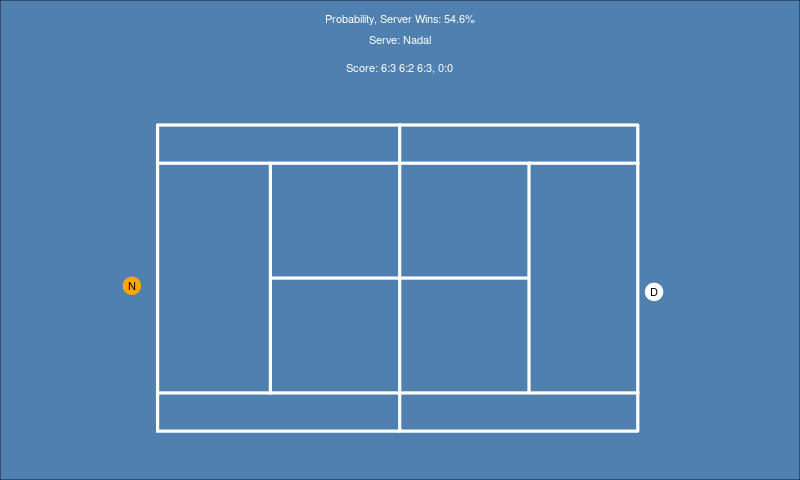 Probability, Server Wins: 54.6%
Serve: Nadal
Score: 6:3 6:2 6:3, 0:0
N
D